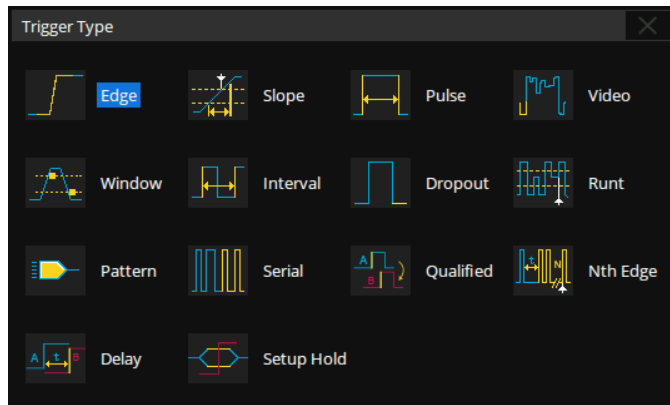 Trigger Type
Edge
Slope
Pulse
Video
Window
Interval
Dropout
Runt
Pattern
Serial
A
B
Qualified
t
N
Nth Edge
A
t
B
Delay
Setup Hold